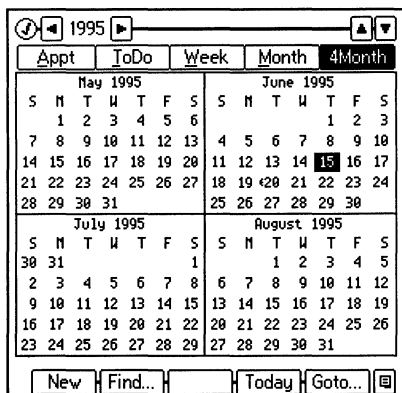 1995
Appt ToDo Week Month 4Month
May 1995
S M T W T F S
1 2 3 4 5 6
7 8 9 10 11 12 13
14 15 16 17 18 19 20
21 22 23 24 25 26 27
28 29 30 31
June 1995
S M T W T F S
1 2 3
4 5 6 7 8 9 10
11 12 13 14 15 16 17
18 19 €20 21 22 23 24
25 26 27 28 29 30
July 1995
S M T W T F S
30 31 1
2 3 4 5 6 7 8
9 10 11 12 13 14 15
16 17 18 19 20 21 22
23 24 25 26 27 28 29
August 1995
S M T W T F S
1 2 3 4 5
6 7 8 9 10 11 12
13 14 15 16 17 18 19
20 21 22 23 24 25 26
27 28 29 30 31
New Find... Today Goto...